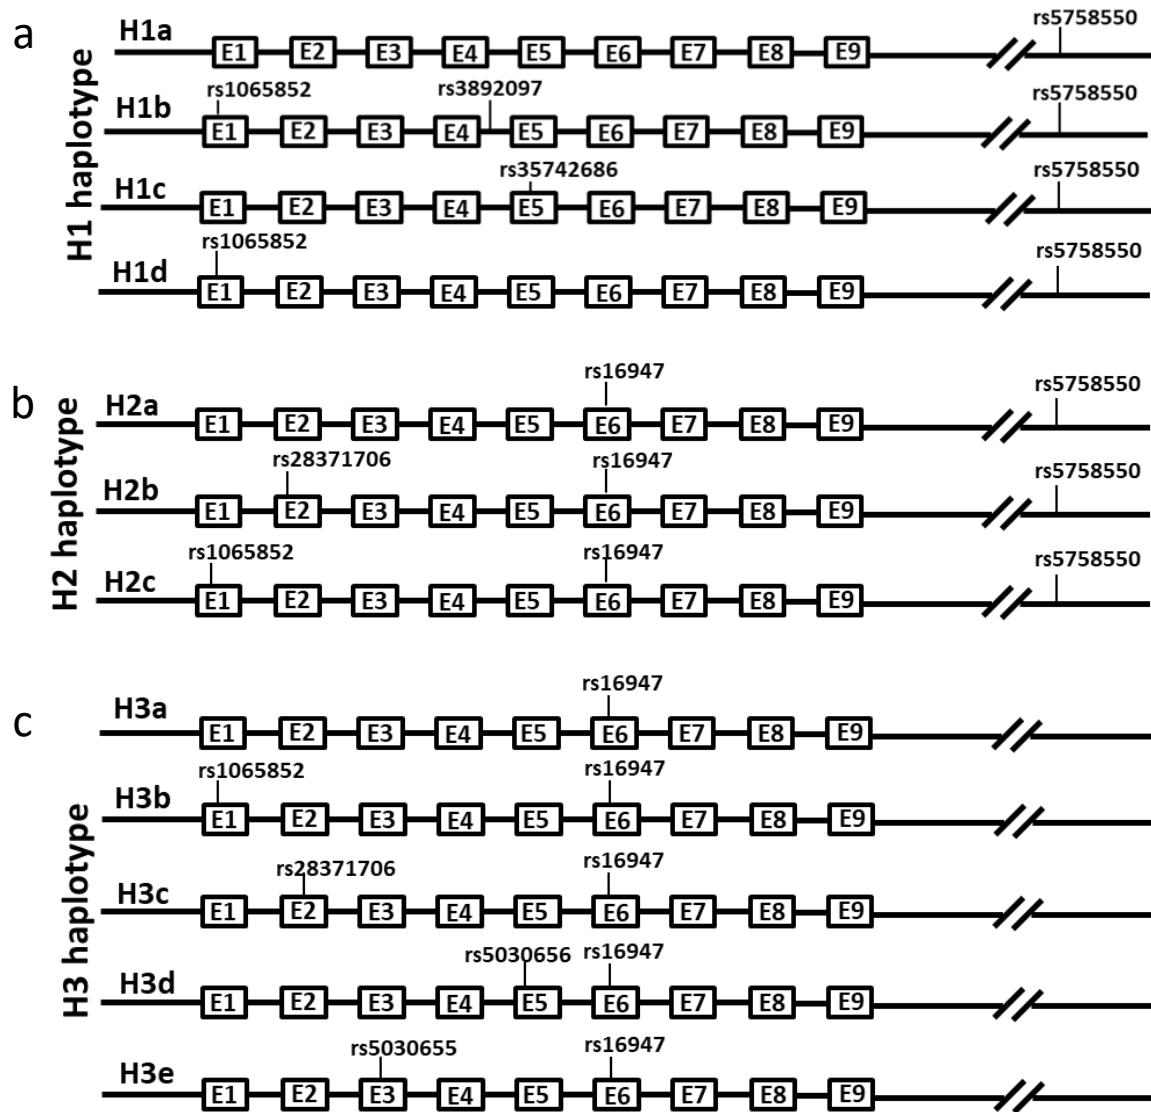 a
H1 haplotype
rs5758550
H1a E1 E2 E3 E4 E5 E6 E7 E8 E9
rs1065852 rs3892097 rs5758550
H1b E1 E2 E3 E4 E5 E6 E7 E8 E9
rs35742686 rs5758550
H1c E1 E2 E3 E4 E5 E6 E7 E8 E9
rs1065852 rs5758550
H1d E1 E2 E3 E4 E5 E6 E7 E8 E9
b
H2 haplotype
rs16947 rs5758550
H2a E1 E2 E3 E4 E5 E6 E7 E8 E9
rs28371706 rs16947 rs5758550
H2b E1 E2 E3 E4 E5 E6 E7 E8 E9
rs1065852 rs16947 rs5758550
H2c E1 E2 E3 E4 E5 E6 E7 E8 E9
c
H3 haplotype
rs16947
H3a E1 E2 E3 E4 E5 E6 E7 E8 E9
rs1065852 rs16947
H3b E1 E2 E3 E4 E5 E6 E7 E8 E9
rs28371706 rs16947
H3c E1 E2 E3 E4 E5 E6 E7 E8 E9
rs5030656 rs16947
H3d E1 E2 E3 E4 E5 E6 E7 E8 E9
rs5030655 rs16947
H3e E1 E2 E3 E4 E5 E6 E7 E8 E9